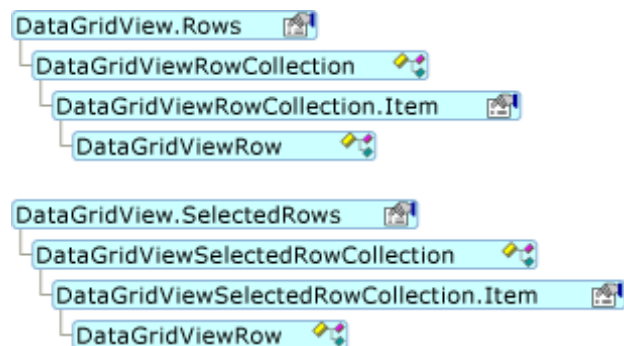 DataGridView.Rows
DataGridViewRowCollection
DataGridViewRowCollection.Item
DataGridViewRow
DataGridView.SelectedRows
DataGridViewSelectedRowCollection
DataGridViewSelectedRowCollection.Item
DataGridViewRow